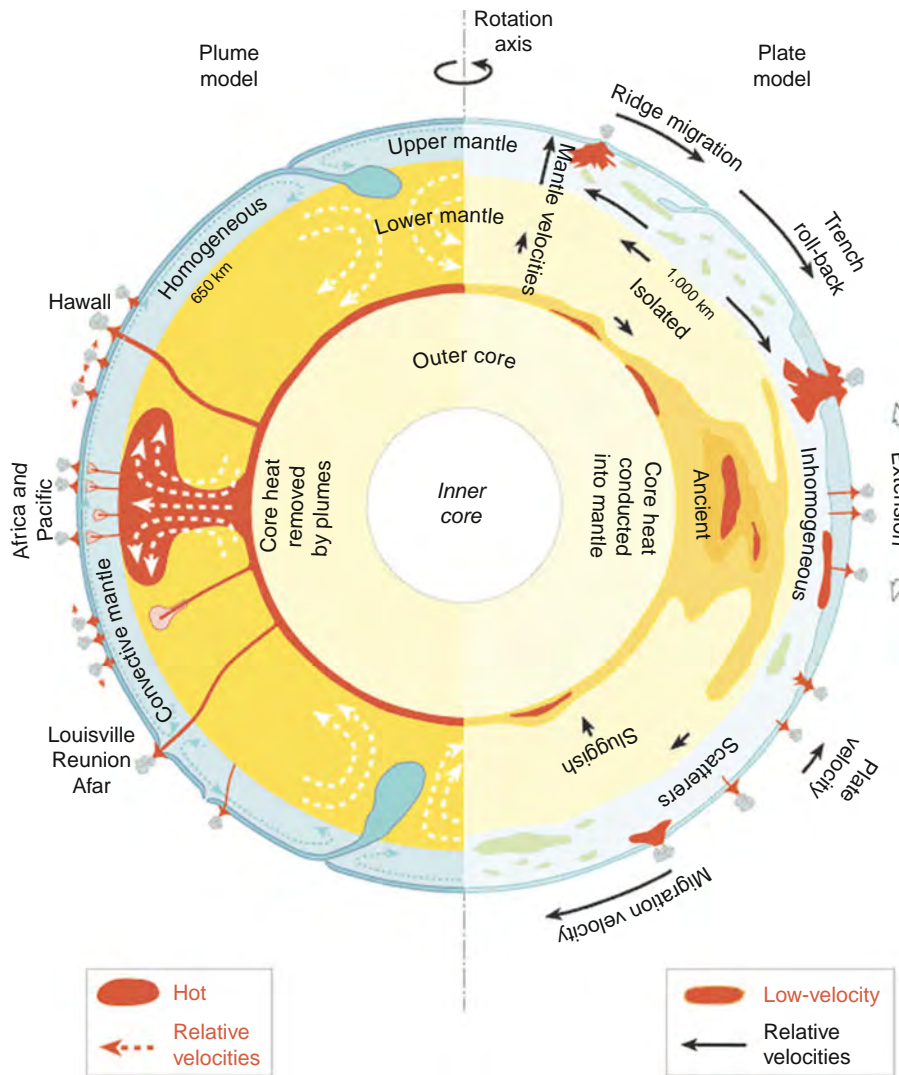 Plume
model
Rotation
axis
Plate
model
Ridge migration
Trench
roll-back
Upper mantle
Mantle velocities
Lower mantle
Homogeneous
650 km
1,000 km
Isolated
Hawall
Outer core
Africa and
Pacific
Core heat
removed
by plumes
Inner
core
Core heat
conducted
into mantle
Ancient
Inhomogeneous
Extension
Convective mantle
Louisville
Reunion
Afar
Sluggish
Scatterers
Plate
velocity
Migration velocity
Hot
Relative
velocities
Low-velocity
Relative
velocities